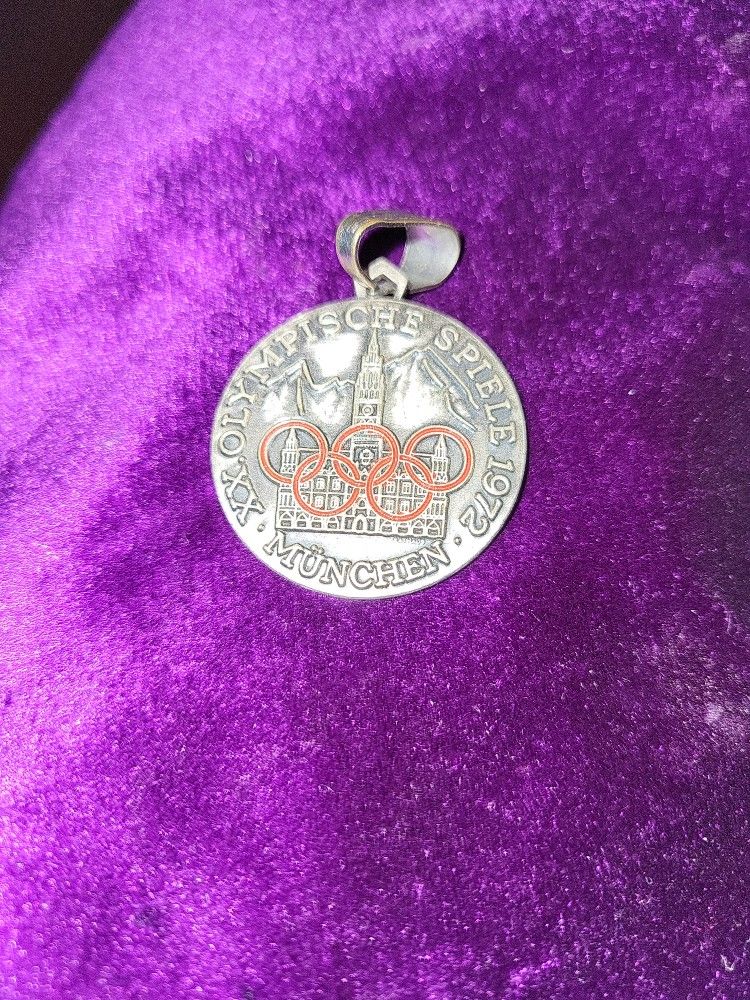 XX OLYMPISCHE SPIELE 1972
· MÜNCHEN ·